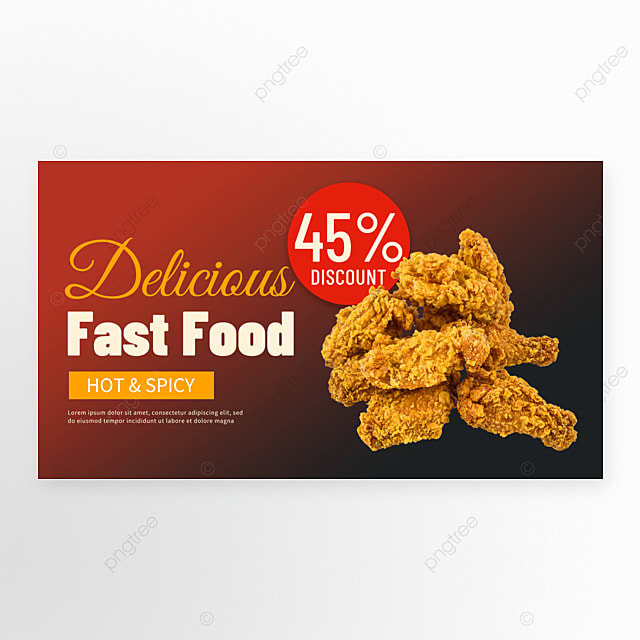 Delicious
Fast Food
HOT & SPICY
Lorem ipsum dolor sit amet, consectetur adipiscing elit, sed
do eiusmod tempor incididunt ut labore et dolore magna
45%
DISCOUNT
pngtree